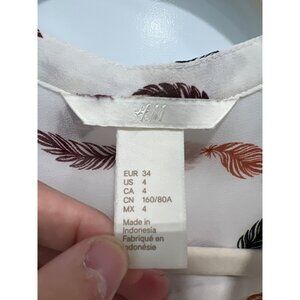 H&M
EUR 34
US 4
CA 4
CN 160/80A
MX 4
Made in
Indonesia
Fabriqué en
Indonésie